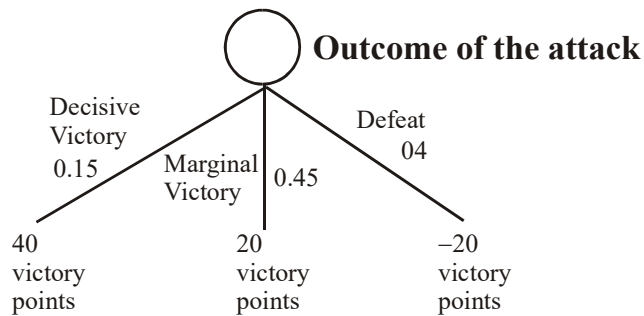 Outcome of the attack
Decisive
Victory
0.15
Marginal
Victory
0.45
Defeat
04
40
victory
points
20
victory
points
–20
victory
points